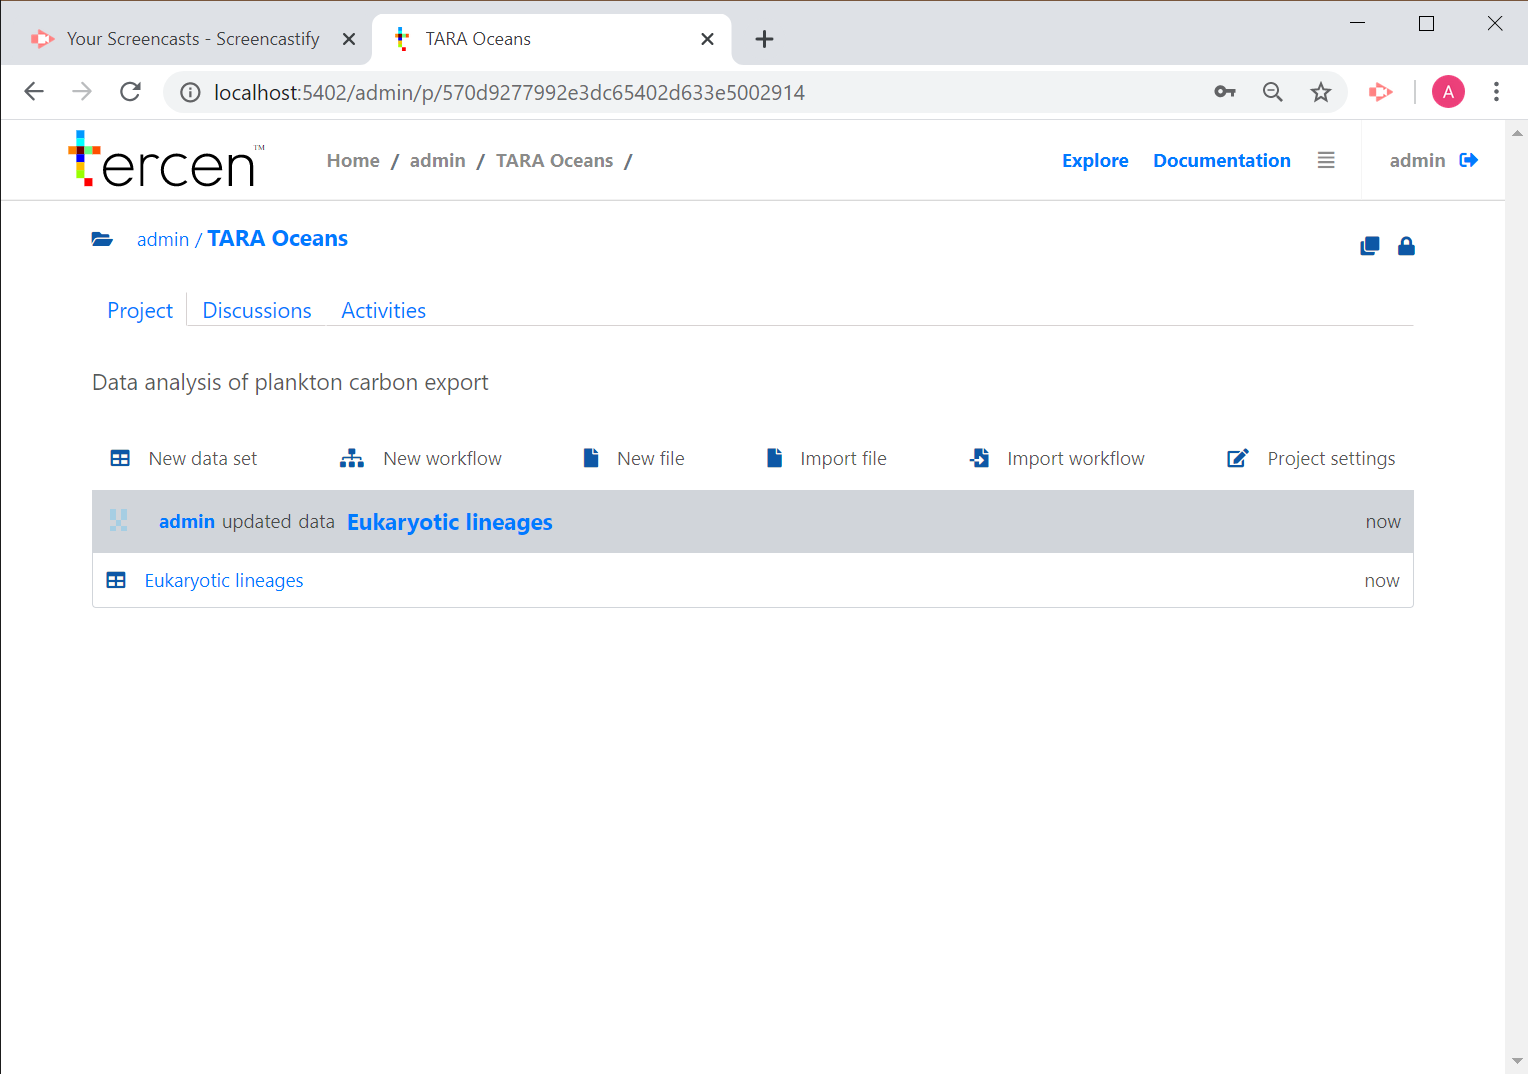 Your Screencasts - Screencastify
TARA Oceans
localhost:5402/admin/p/570d9277992e3dc65402d633e5002914
A
tercen™
Home / admin / TARA Oceans /
Explore
Documentation
admin
admin / TARA Oceans
Project
Discussions
Activities
Data analysis of plankton carbon export
New data set
New workflow
New file
Import file
Import workflow
Project settings
admin updated data Eukaryotic lineages
now
Eukaryotic lineages
now